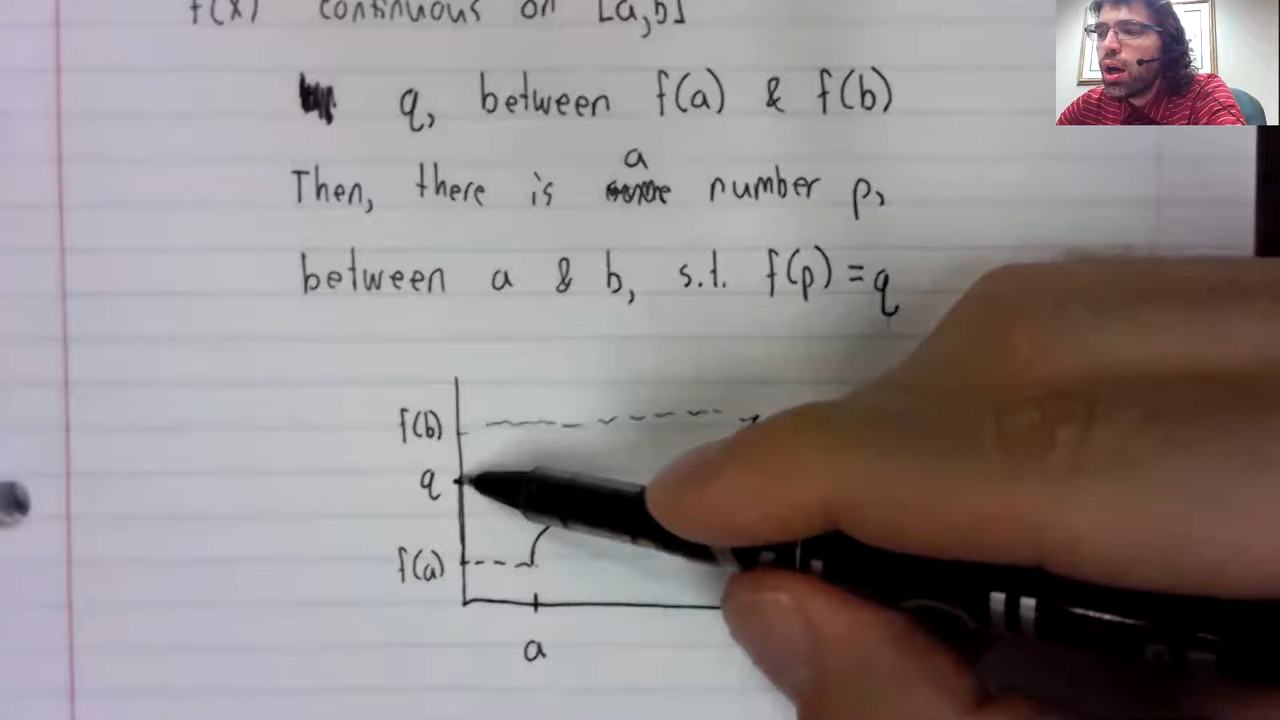 f(x) continuous on [a,b]
q, between f(a) & f(b)
a
Then, there is number p,
between a & b, s.t. f(p) = q
f(b)
q
f(a)
a